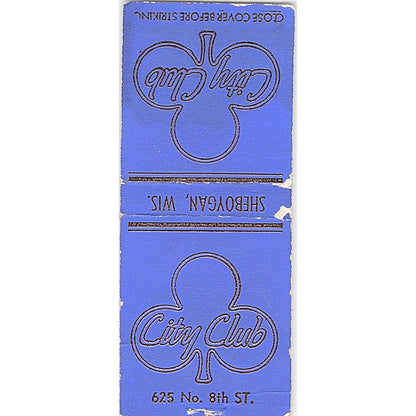 CLOSE COVER BEFORE STRIKING
City Club
SHEBOYGAN, WIS.
City Club
625 No. 8th ST.